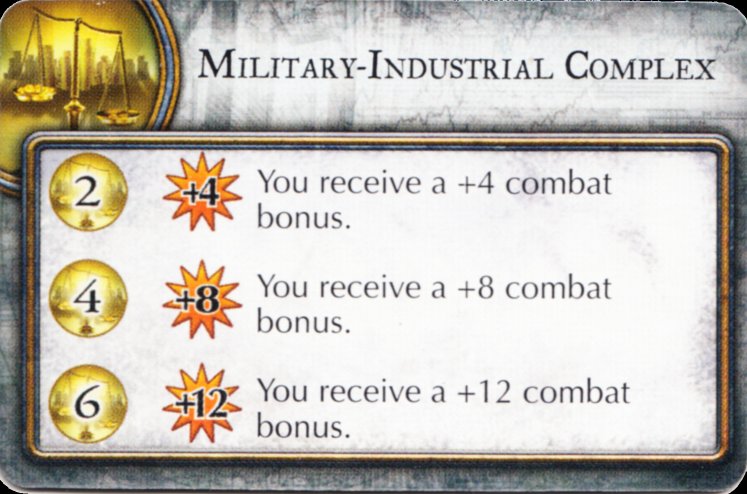 MILITARY-INDUSTRIAL COMPLEX
2 +4 You receive a +4 combat
bonus.
4 +8 You receive a +8 combat
bonus.
6 +12 You receive a +12 combat
bonus.